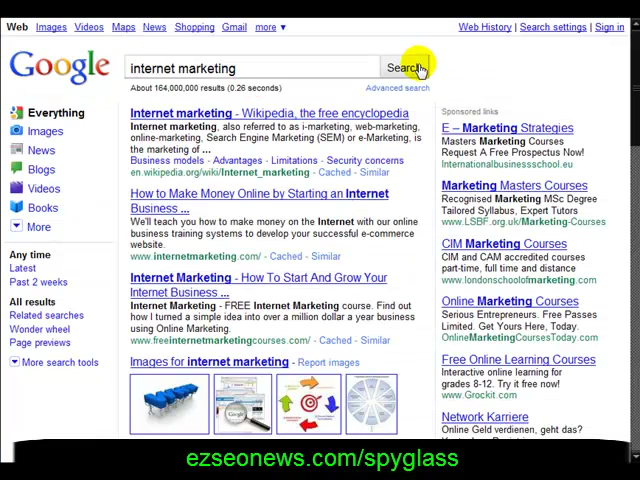 Web Images Videos Maps News Shopping Gmail more ▼
Web History | Search settings | Sign in
Google
internet marketing
Search
About 164,000,000 results (0.26 seconds)
Advanced search
Everything
Images
News
Blogs
Videos
Books
More
Any time
Latest
Past 2 weeks
All results
Related searches
Wonder wheel
Page previews
More search tools
Internet marketing - Wikipedia, the free encyclopedia
Internet marketing, also referred to as i-marketing, web-marketing,
online-marketing, Search Engine Marketing (SEM) or e-Marketing, is
the marketing of ...
Business models - Advantages - Limitations - Security concerns
en.wikipedia.org/wiki/Internet_marketing - Cached - Similar
How to Make Money Online by Starting an Internet
Business ...
We'll teach you how to make money on the Internet with our online
business training systems to develop your successful e-commerce
website.
www.internetmarketing.com/ - Cached - Similar
Internet Marketing - How To Start And Grow Your
Internet Business ...
Internet Marketing - FREE Internet Marketing course. Find out
how I turned a simple idea into over a million dollar a year business
using Online Marketing.
www.freeinternetmarketingcourses.com/ - Cached - Similar
Images for internet marketing - Report images
Google
Sponsored links
E – Marketing Strategies
Masters Marketing Courses
Request A Free Prospectus Now!
Internationalbusinessschool.eu
Marketing Masters Courses
Recognised Marketing MSc Degree
Tailored Syllabus, Expert Tutors
www.LSBF.org.uk/Marketing-Courses
CIM Marketing Courses
CIM and CAM accredited courses
part-time, full time and distance
www.londonschoolofmarketing.com
Online Marketing Courses
Serious Entrepreneurs. Free Passes
Limited. Get Yours Here, Today.
OnlineMarketingCoursesToday.com
Free Online Learning Courses
Interactive online learning for
grades 8-12. Try it free now!
www.Grockit.com
Network Karriere
Online Geld verdienen, geht das?
ezseonews.com/spyglass